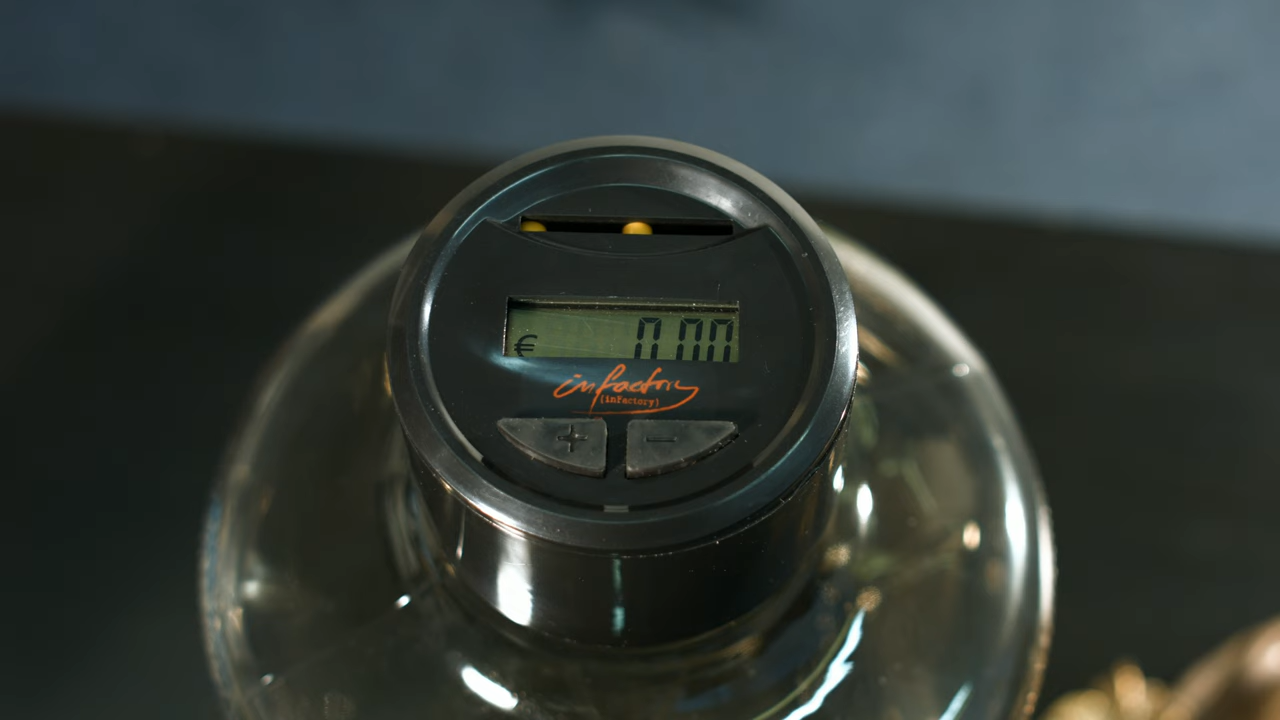 € 0.00
infactory
(inFactory)
+ −